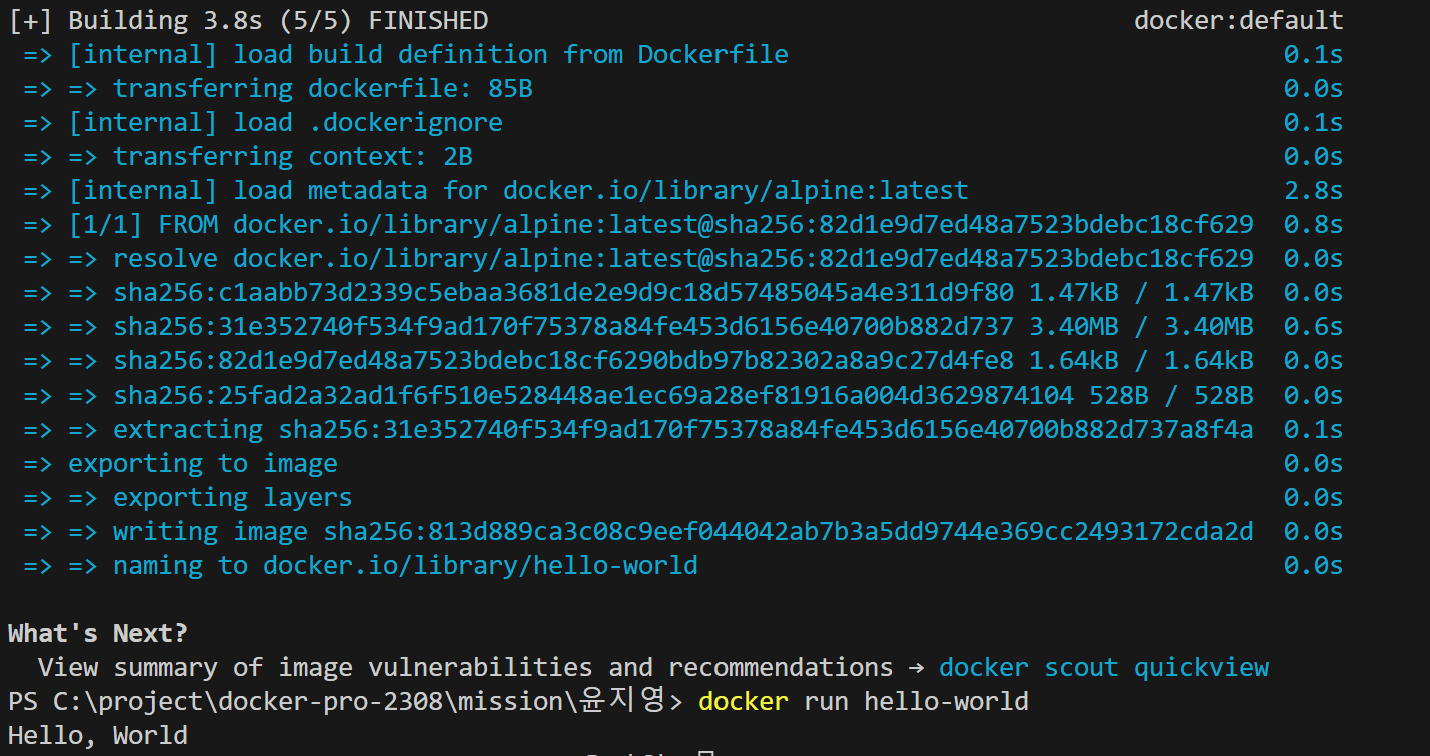 [+] Building 3.8s (5/5) FINISHED docker:default
=> [internal] load build definition from Dockerfile 0.1s
=> => transferring dockerfile: 85B 0.0s
=> [internal] load .dockerignore 0.1s
=> => transferring context: 2B 0.0s
=> [internal] load metadata for docker.io/library/alpine:latest 2.8s
=> [1/1] FROM docker.io/library/alpine:latest@sha256:82d1e9d7ed48a7523bdebc18cf629 0.8s
=> => resolve docker.io/library/alpine:latest@sha256:82d1e9d7ed48a7523bdebc18cf629 0.0s
=> => sha256:c1aabb73d2339c5ebaa3681de2e9d9c18d57485045a4e311d9f80 1.47kB / 1.47kB 0.0s
=> => sha256:31e352740f534f9ad170f75378a84fe453d6156e40700b882d737 3.40MB / 3.40MB 0.6s
=> => sha256:82d1e9d7ed48a7523bdebc18cf6290bdb97b82302a8a9c27d4fe8 1.64kB / 1.64kB 0.0s
=> => sha256:25fad2a32ad1f6f510e528448ae1ec69a28ef81916a004d3629874104 528B / 528B 0.0s
=> => extracting sha256:31e352740f534f9ad170f75378a84fe453d6156e40700b882d737a8f4a 0.1s
=> exporting to image 0.0s
=> => exporting layers 0.0s
=> => writing image sha256:813d889ca3c08c9eef044042ab7b3a5dd9744e369cc2493172cda2d 0.0s
=> => naming to docker.io/library/hello-world 0.0s
What's Next?
View summary of image vulnerabilities and recommendations → docker scout quickview
PS C:\project\docker-pro-2308\mission\윤지영> docker run hello-world
Hello, World